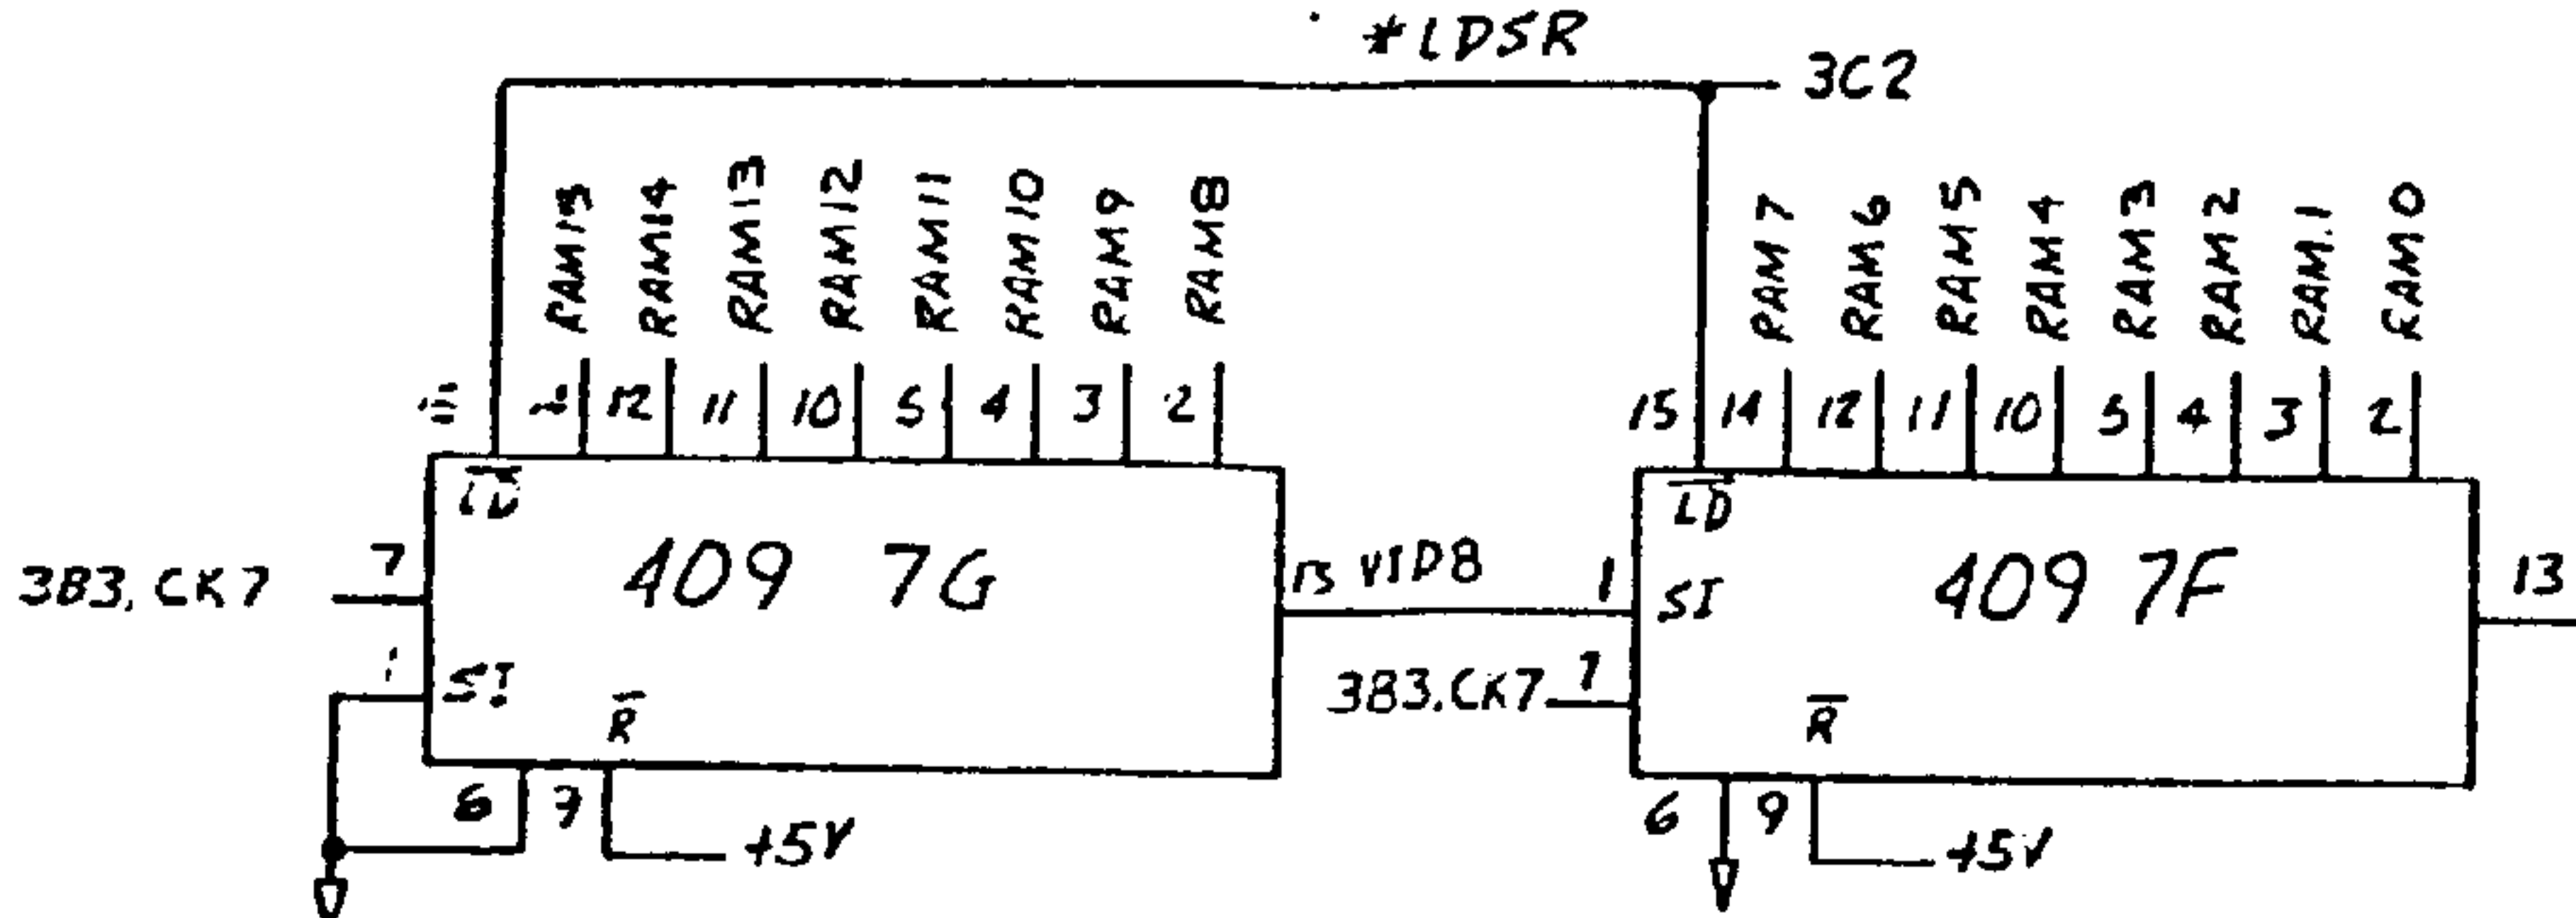 *LDSR
3C2
RAM15 RAM14 RAM13 RAM12 RAM11 RAM10 RAM9 RAM8
RAM7 RAM6 RAM5 RAM4 RAM3 RAM2 RAM1 RAM0
12 11 10 5 4 3 2
15 14 12 11 10 5 4 3 2
LD
LD
3B3, CK7 7
409 7G
13 VID8 1
SI
409 7F
13
1 SI
R
3B3.CK7 7
R
6 7
+5V
6 9
+5V